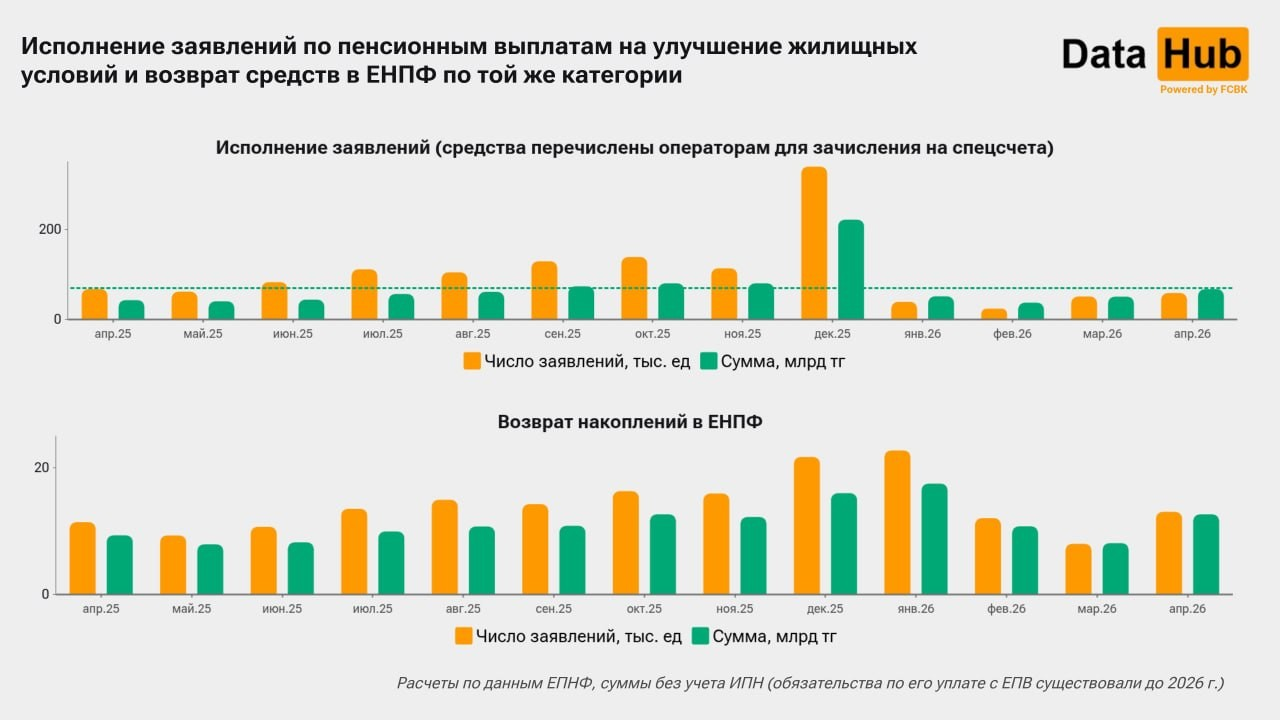 Исполнение заявлений по пенсионным выплатам на улучшение жилищных
условий и возврат средств в ЕНПФ по той же категории
Data Hub
Powered by FCBK
Исполнение заявлений (средства перечислены операторам для зачисления на спецсчета)
200
0
апр.25 май.25 июн.25 июл.25 авг.25 сен.25 окт.25 ноя.25 дек.25 янв.26 фев.26 мар.26 апр.26
Число заявлений, тыс. ед Сумма, млрд тг
Возврат накоплений в ЕНПФ
20
0
апр.25 май.25 июн.25 июл.25 авг.25 сен.25 окт.25 ноя.25 дек.25 янв.26 фев.26 мар.26 апр.26
Число заявлений, тыс. ед Сумма, млрд тг
Расчеты по данным ЕПНФ, суммы без учета ИПН (обязательства по его уплате с ЕПВ существовали до 2026 г.)